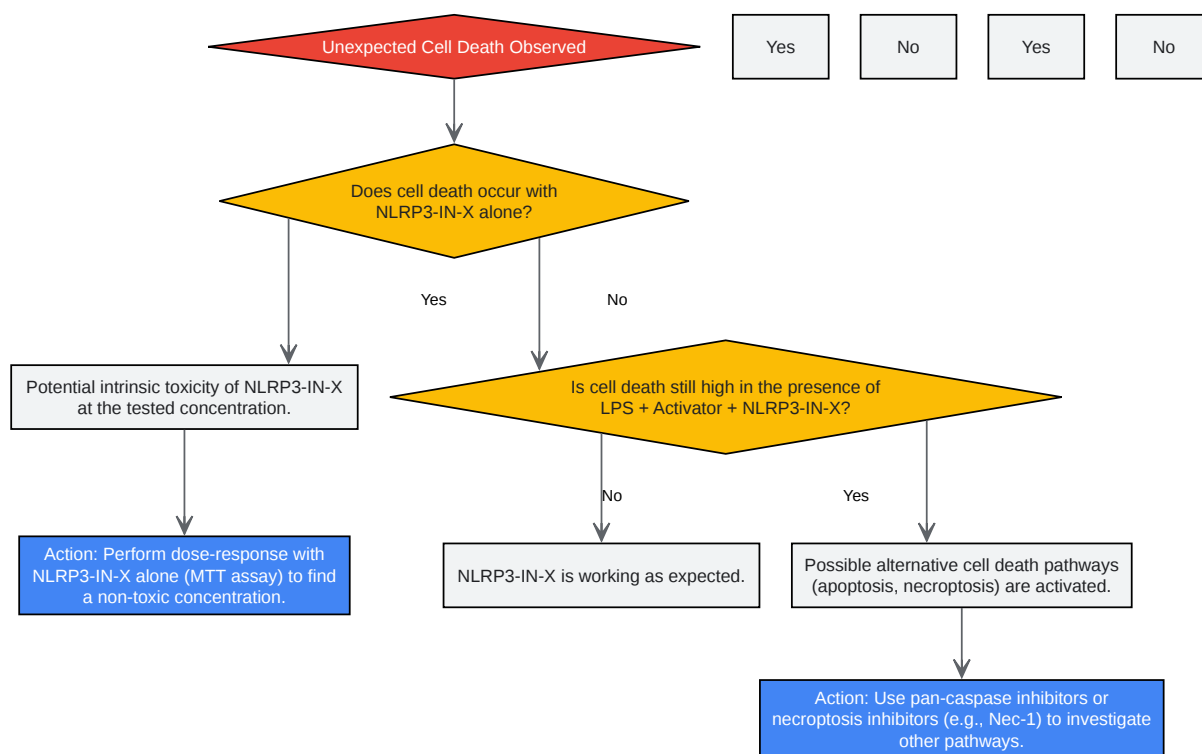 Unexpected Cell Death Observed
Yes
No
Yes
No
Does cell death occur with
NLRP3-IN-X alone?
Yes
No
Potential intrinsic toxicity of NLRP3-IN-X
at the tested concentration.
Is cell death still high in the presence of
LPS + Activator + NLRP3-IN-X?
No
Yes
Action: Perform dose-response with
NLRP3-IN-X alone (MTT assay) to find
a non-toxic concentration.
NLRP3-IN-X is working as expected.
Possible alternative cell death pathways
(apoptosis, necroptosis) are activated.
Action: Use pan-caspase inhibitors or
necroptosis inhibitors (e.g., Nec-1) to investigate
other pathways.